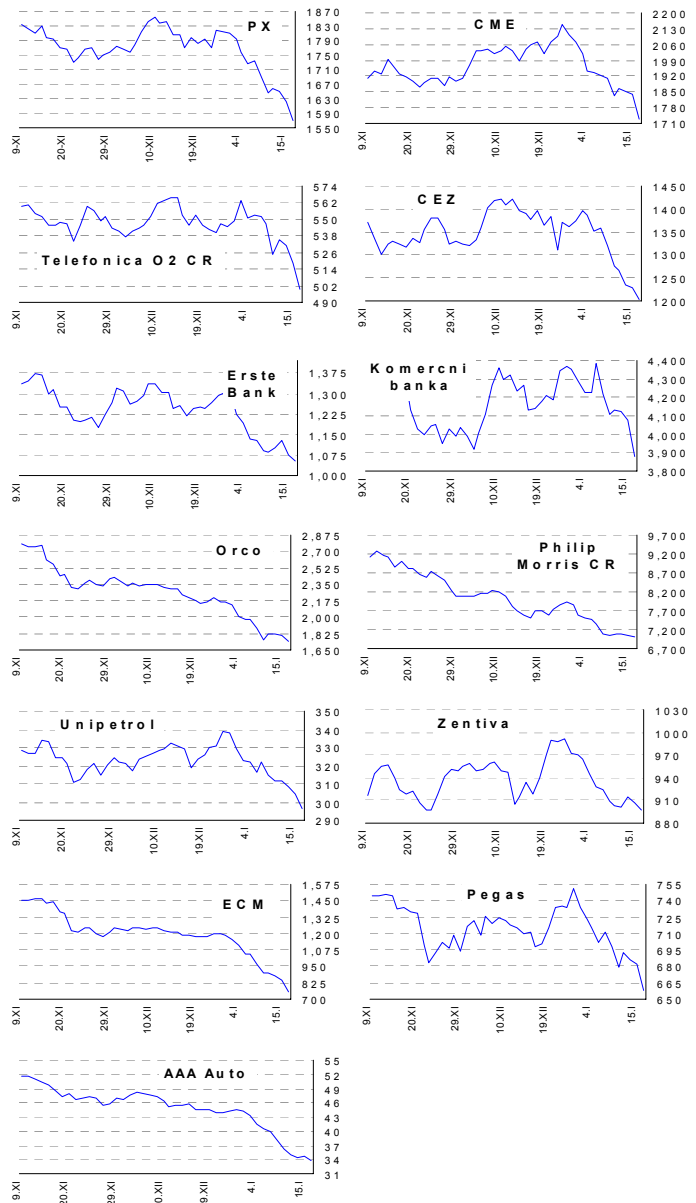 PX
1870
1830
1790
1750
1710
1670
1630
1590
1550
9-XI
20-XI
29-XI
10-XII
19-XII
4-I
15-I
CME
2200
2130
2060
1990
1920
1850
1780
1710
9.XI
20.XI
29.XI
10.XII
19.XII
4.I
15.I
Telefonica O2 CR
574
562
550
538
526
514
502
490
9.XI
20.XI
29.XI
10.XII
19.XII
4.I
15.I
CEZ
1450
1400
1350
1300
1250
1200
9.XI
20.XI
29.XI
10.XII
19.XII
4.I
15.I
Erste
Bank
1,375
1,300
1,225
1,150
1,075
1,000
9.XI
20.XI
29.XI
10.XII
19.XII
4.I
15.I
Komercni
banka
4,400
4,300
4,200
4,100
4,000
3,900
3,800
9.XI
20.XI
29.XI
10.XII
19.XII
4.I
15.I
Orco
2,875
2,700
2,525
2,350
2,175
2,000
1,825
1,650
9.XI
20.XI
29.XI
10.XII
19.XII
4.I
15.I
Philip
Morris CR
9,700
9,200
8,700
8,200
7,700
7,200
6,700
9.XI
20.XI
29.XI
10.XII
19.XII
4.I
15.I
Unipetrol
350
340
330
320
310
300
290
9.XI
20.XI
29.XI
10.XII
19.XII
4.I
15.I
Zentiva
1030
1000
970
940
910
880
9.XI
20.XI
29.XI
10.XII
19.XII
4.I
15.I
ECM
1,575
1,450
1,325
1,200
1,075
950
825
700
9.XI
20.XI
29.XI
10.XII
19.XII
4.I
15.I
Pegas
755
740
725
710
695
680
665
650
9.XI
20.XI
29.XI
10.XII
19.XII
4.I
15.I
AAA Auto
55
52
49
46
43
40
37
34
31
9.XI
20.XI
29.XI
0.XII
9.XII
4.I
15.I